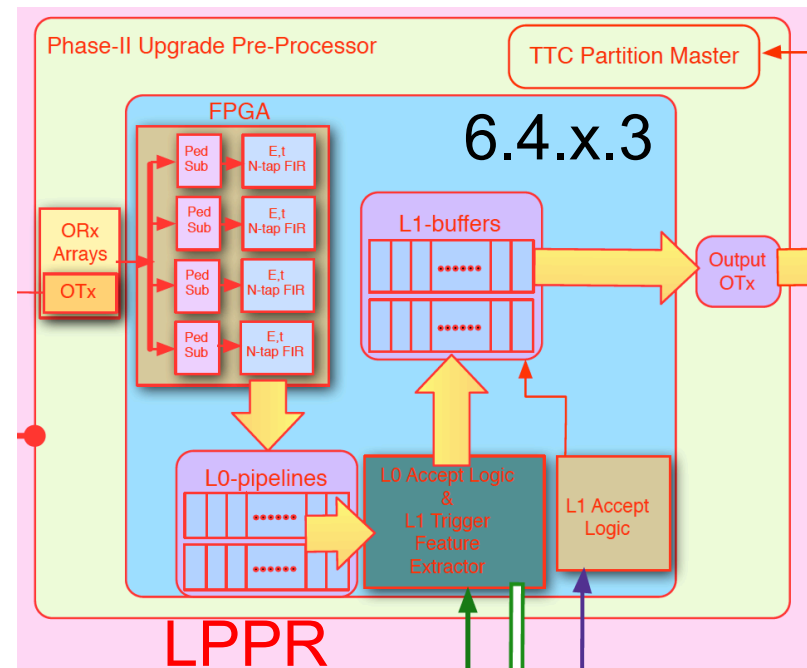 Phase-II Upgrade Pre-Processor
TTC Partition Master
FPGA
6.4.x.3
Ped
Sub
E,t
N-tap FIR
Ped
Sub
E,t
N-tap FIR
Ped
Sub
E,t
N-tap FIR
Ped
Sub
E,t
N-tap FIR
ORx
Arrays
OTx
L1-buffers
Output
OTx
L0-pipelines
L0 Accept Logic
&
L1 Trigger
Feature
Extractor
L1 Accept
Logic
LPPR